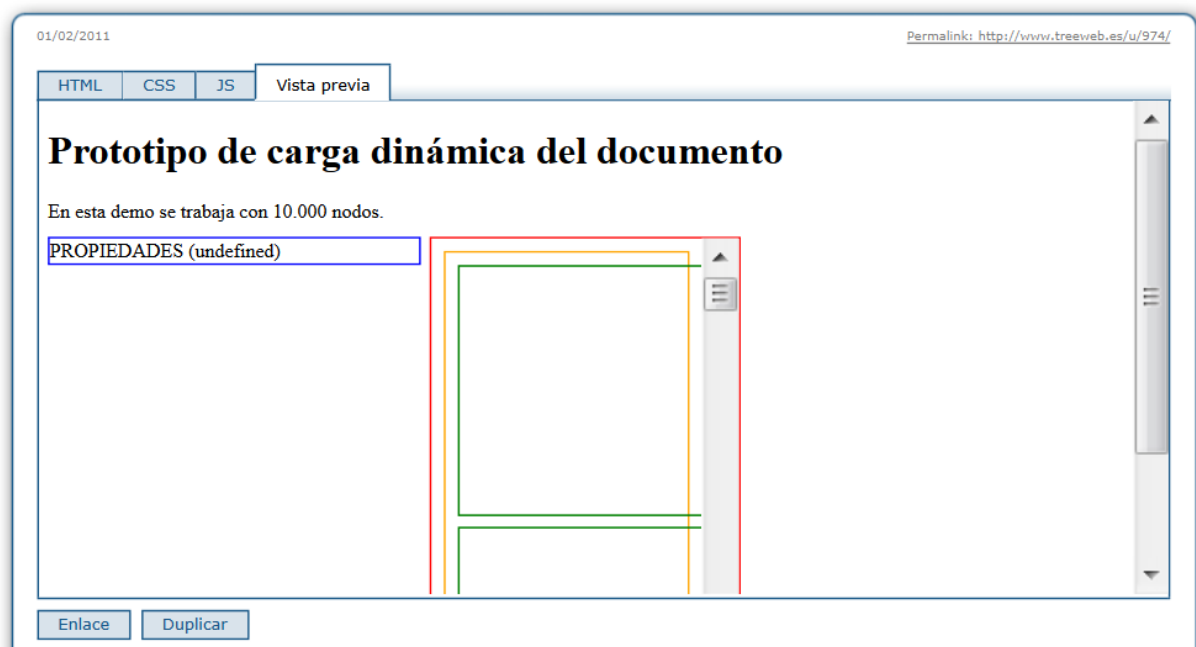 01/02/2011
Permalink: http://www.treeweb.es/u/974/
HTML CSS JS Vista previa
Prototipo de carga dinámica del documento
En esta demo se trabaja con 10.000 nodos.
PROPIEDADES (undefined)
Enlace Duplicar